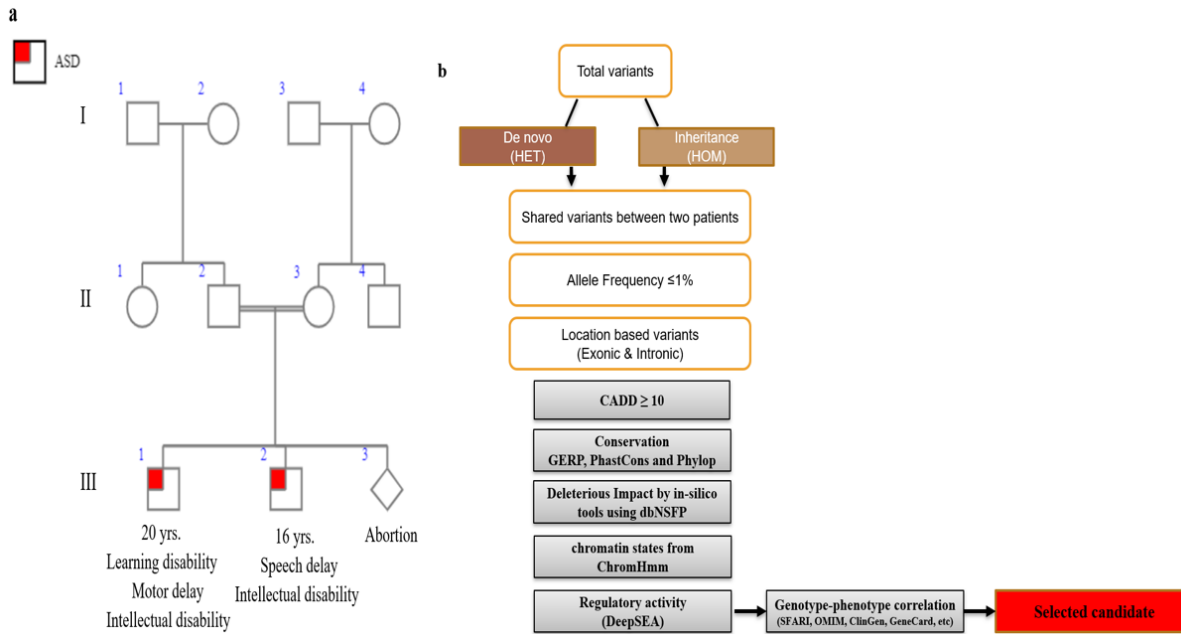 a
ASD
1
2
3
4
I
1
2
3
4
II
1
2
3
III
20 yrs.
Learning disability
Motor delay
Intellectual disability
16 yrs.
Speech delay
Intellectual disability
Abortion
b
Total variants
De novo
(HET)
Inheritance
(HOM)
Shared variants between two patients
Allele Frequency ≤1%
Location based variants
(Exonic & Intronic)
CADD ≥ 10
Conservation
GERP, PhastCons and Phylop
Deleterious Impact by in-silico
tools using dbNSFP
chromatin states from
ChromHmm
Regulatory activity
(DeepSEA)
Genotype-phenotype correlation
(SFARI, OMIM, ClinGen, GeneCard, etc)
Selected candidate